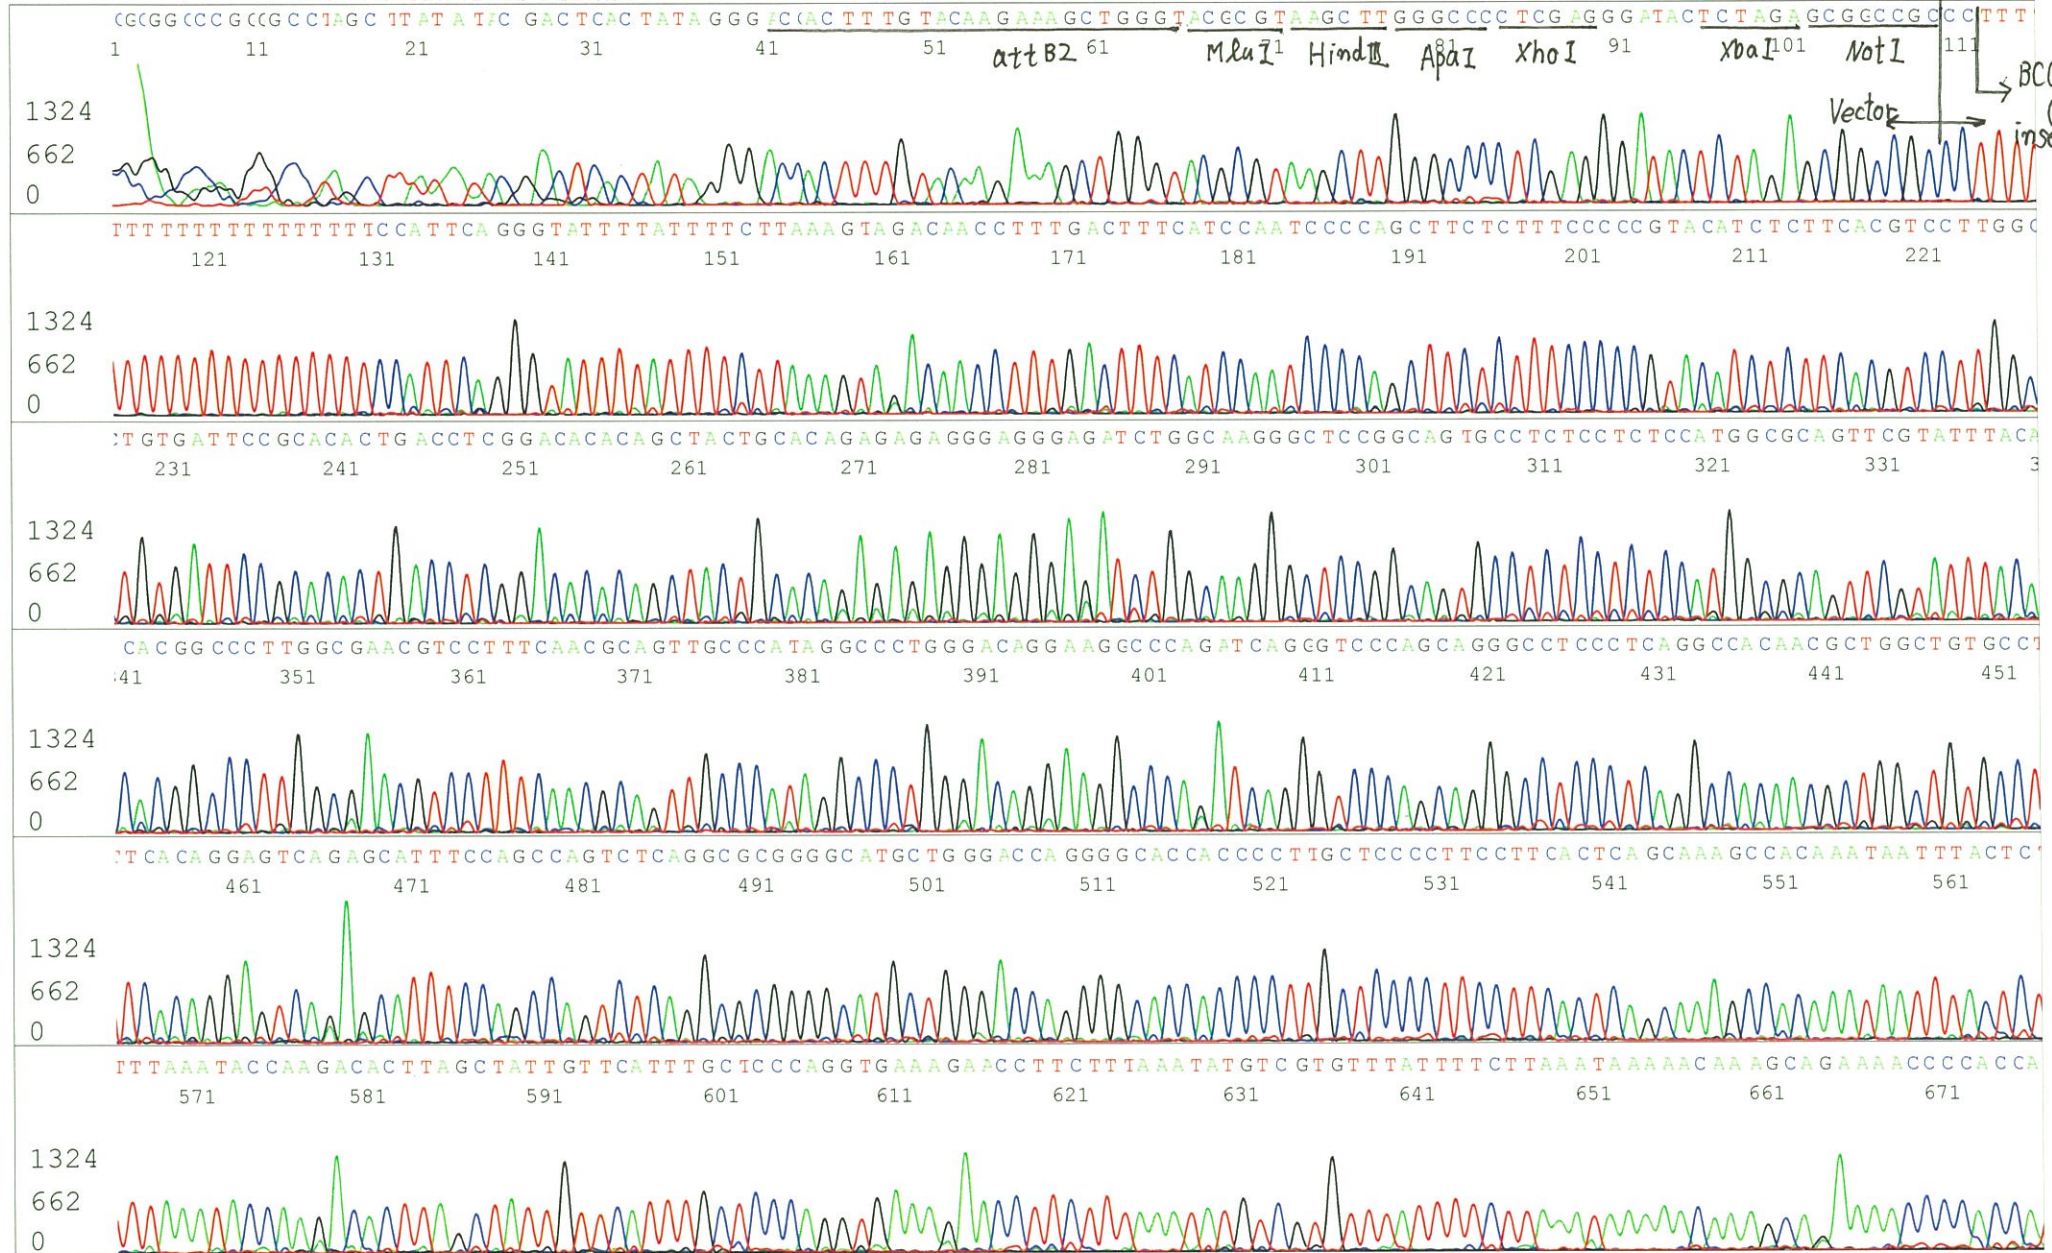 CGCGGCCCGCCGCCTAGCTTATATACGACTCACTATAGGGACCACTTTGTACAAGAAAGCTGGGTACGCGTAAGCTTGGGCCCCTCGAGGGATACTCTAGAGCGGCCGCCCTTTT
1 11 21 31 41 51 61 71 81 91 101 111
attB2 MluI HindIII ApaI XhoI XbaI NotI
Vector
1324
662
0
TTTTTTTTTTTTTTTTCCATTCAGGGTATTTTATTTTCTTAAAGTAGACAACCTTTGACTTTCATCCAATCCCCAGCTTCTCTTTCCCCCGTACATCTCTTCACGTCCTTGGC
121 131 141 151 161 171 181 191 201 211 221
1324
662
0
TGTGATTCCGCACACTGACCTCGGACACACAGCTACTGCACAGAGAGAGGGAGGGAGATCTGGCAAGGGCTCCGGCAGTGCCTCTCCTCTCCATGGCGCAGTTCGTATTTACA
231 241 251 261 271 281 291 301 311 321 331
1324
662
0
CACGGCCCTTGGCGAACGTCCTTTCAACGCAGTTGCCCATAGGCCCTGGGACAGGAAGGCCCAGATCAGGGTCCCAGCAGGGCCTCCCTCAGGCCACAACGCTGGCTGTGCCT
341 351 361 371 381 391 401 411 421 431 441 451
1324
662
0
TCACAGGAGTCAGAGCATTTCCAGCCAGTCTCAGGCGCGGGGCATGCTGGGACCAGGGGCACCACCCCTTGCTCCCCTTCCTTCACTCAGCAAAGCCACAAATAATTTACTC
461 471 481 491 501 511 521 531 541 551 561
1324
662
0
TTTAAATACCAAGACACTTAGCTATTGTTCATTTGCTCCCAGGTGAAAGAACCTTCTTTAAATATGTCGTGTTTATTTTCTTAAATAAAAACAAAGCAGAAAACCCCACCA
571 581 591 601 611 621 631 641 651 661 671
1324
662
0